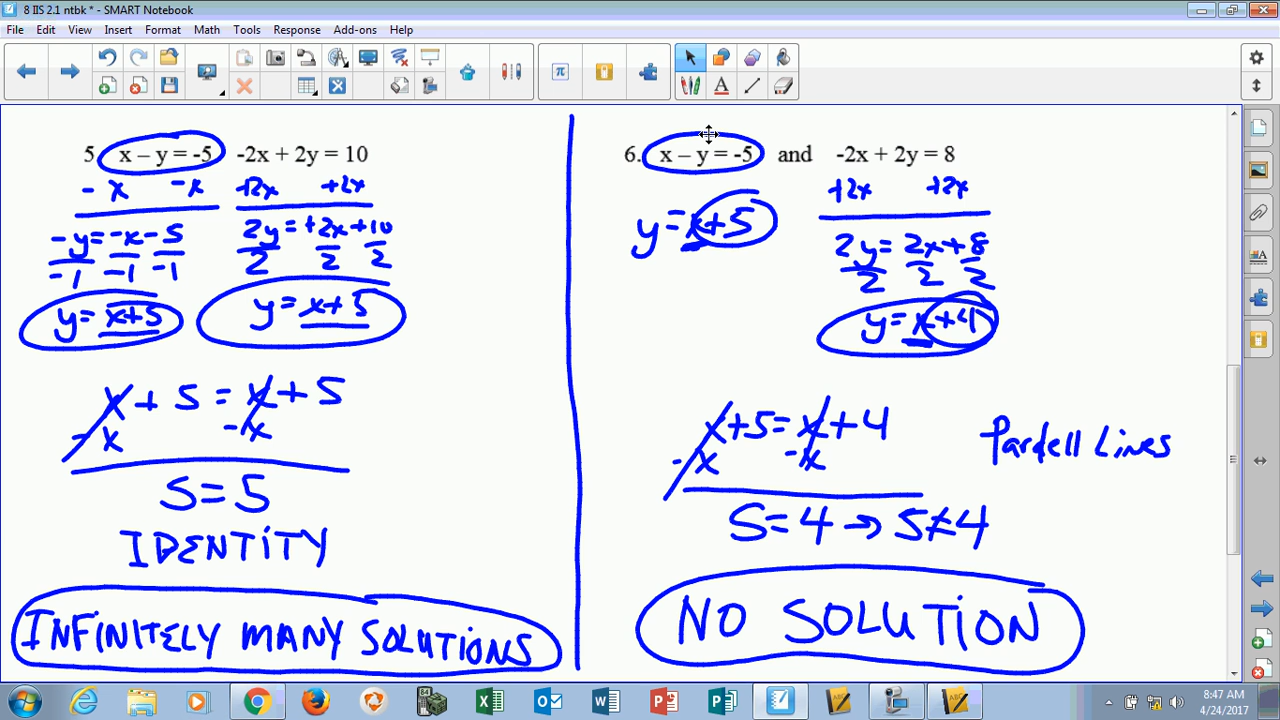 8 IIS 2.1 ntbk * - SMART Notebook
File Edit View Insert Format Math Tools Response Add-ons Help
5 x – y = -5 -2x + 2y = 10
- x -x +2x +2x
-y = -x - 5 2y = +2x + 10
-1 -1 -1 2 2 2
y = x+5 y = x+5
x + 5 = x + 5
- x - x
5 = 5
IDENTITY
INFINITELY MANY SOLUTIONS
6. x – y = -5 and -2x + 2y = 8
+2x +2x
y = x+5 2y = 2x + 8
2 2 2
y = x+4
x+5 = x+4
- x - x
Parallell Lines
5 = 4 → 5 ≠ 4
NO SOLUTION
8:47 AM
4/24/2017